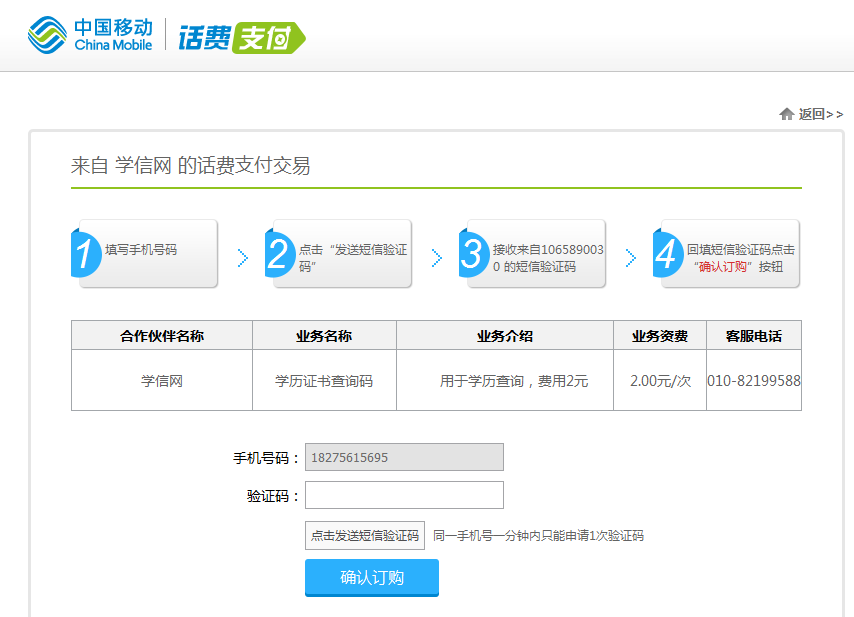 中国移动
China Mobile
话费支付
返回>>
来自 学信网 的话费支付交易
1 填写手机号码
2 点击“发送短信验证
码”
3 接收来自106589003
0 的短信验证码
4 回填短信验证码点击
“确认订购”按钮
合作伙伴名称 业务名称 业务介绍 业务资费 客服电话
学信网 学历证书查询码 用于学历查询，费用2元 2.00元/次 010-82199588
手机号码： 18275615695
验证码：
点击发送短信验证码 同一手机号一分钟内只能申请1次验证码
确认订购